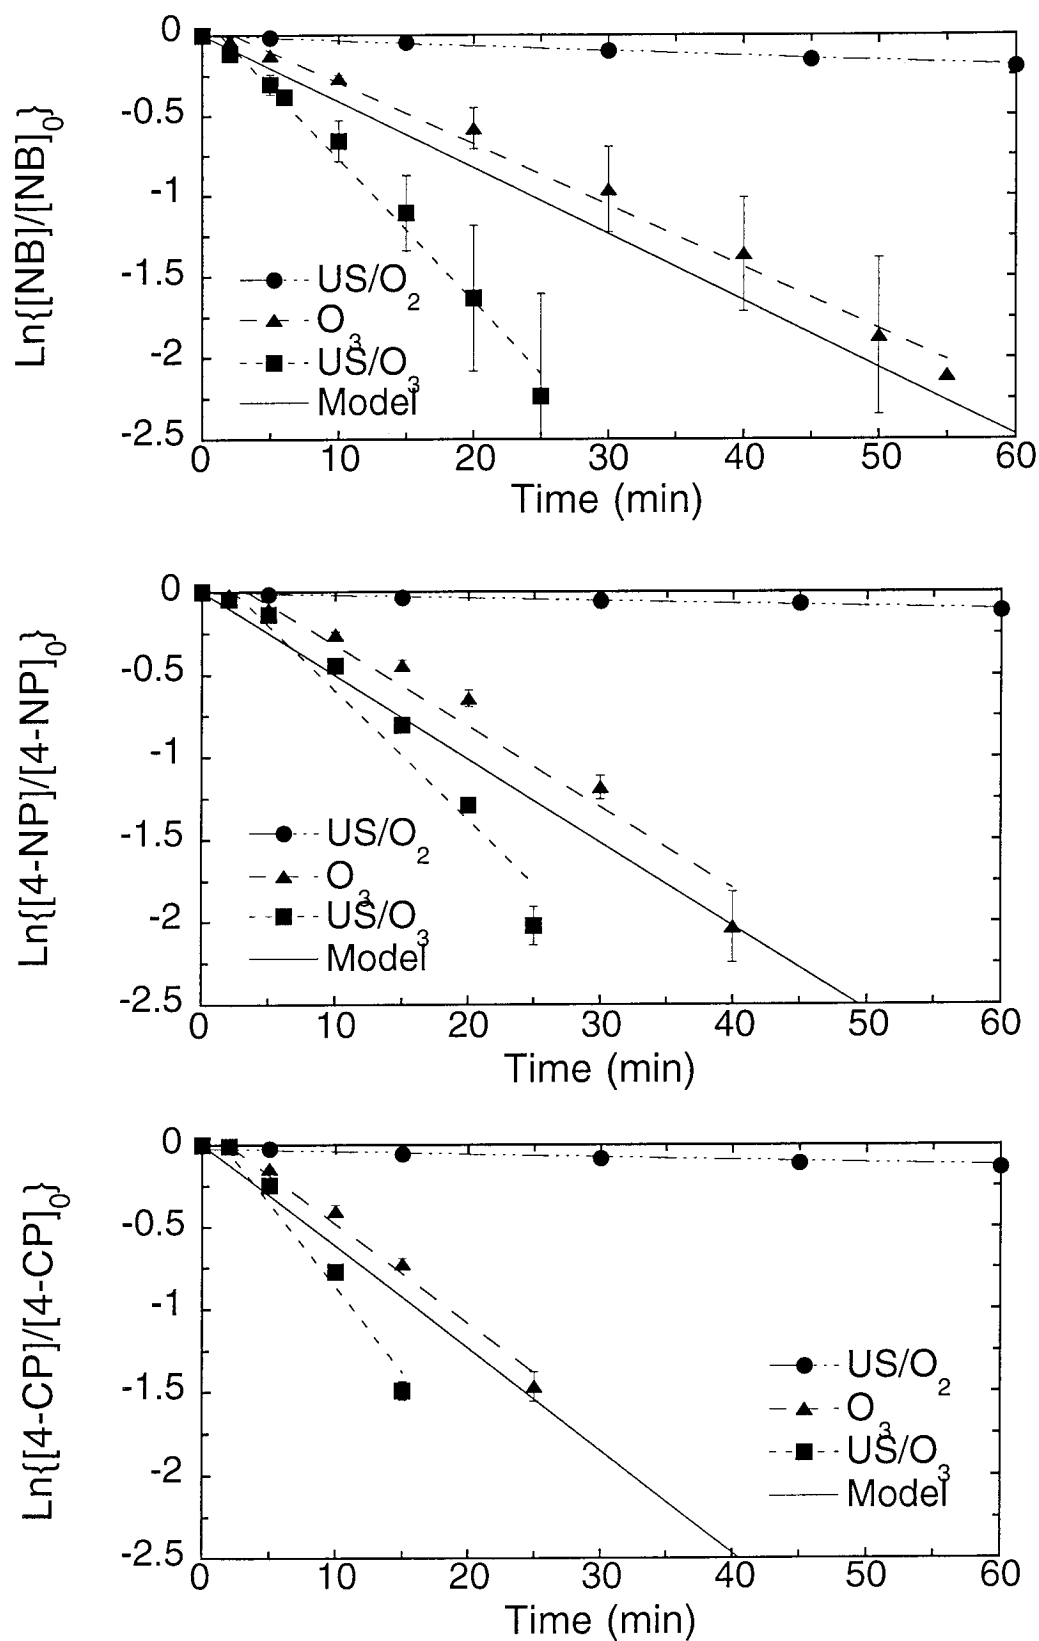 Ln{[NB]/[NB]0}
0
-0.5
-1
-1.5
-2
-2.5
US/O2
O3
US/O3
Model
0 10 20 30 40 50 60
Time (min)
Ln{[4-NP]/[4-NP]0}
0
-0.5
-1
-1.5
-2
-2.5
US/O2
O3
US/O3
Model
0 10 20 30 40 50 60
Time (min)
Ln{[4-CP]/[4-CP]0}
0
-0.5
-1
-1.5
-2
-2.5
US/O2
O3
US/O3
Model
0 10 20 30 40 50 60
Time (min)